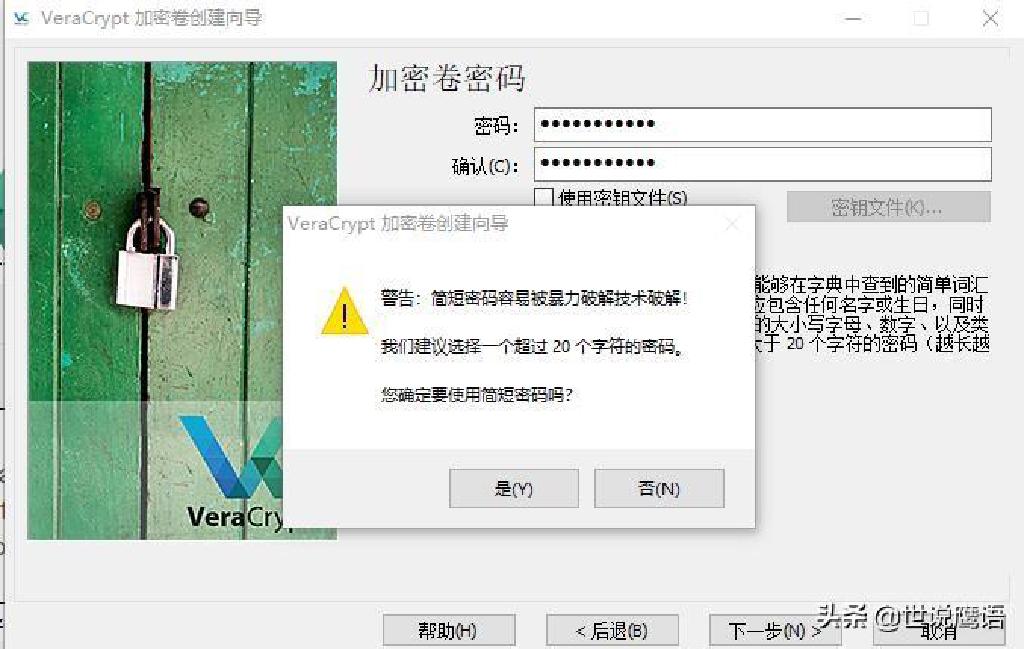 VeraCrypt 加密卷创建向导
加密卷密码
密码：
确认(C)：
使用密钥文件(S)
密钥文件(K)...
VeraCrypt 加密卷创建向导
警告：简短密码容易被暴力破解技术破解！
我们建议选择一个超过 20 个字符的密码。
您确定要使用简短密码吗？
是(Y)
否(N)
能够在字典中查到的简单词汇
应包含任何名字或生日，同时
的大小写字母、数字、以及类
大于 20 个字符的密码（越长越
VeraCry
帮助(H)
< 后退(B)
下一步(N) >
取消
头条 @世说鹰语